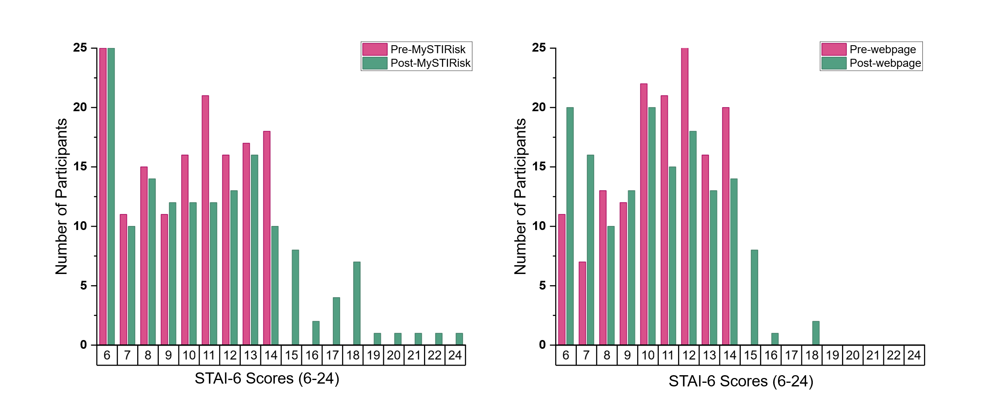 25
20
15
10
5
0
Number of Participants
Pre-MySTIRisk
Post-MySTIRisk
6 7 8 9 10 11 12 13 14 15 16 17 18 19 20 21 22 24
STAI-6 Scores (6-24)
25
20
15
10
5
0
Number of Participants
Pre-webpage
Post-webpage
6 7 8 9 10 11 12 13 14 15 16 17 18 19 20 21 22 24
STAI-6 Scores (6-24)